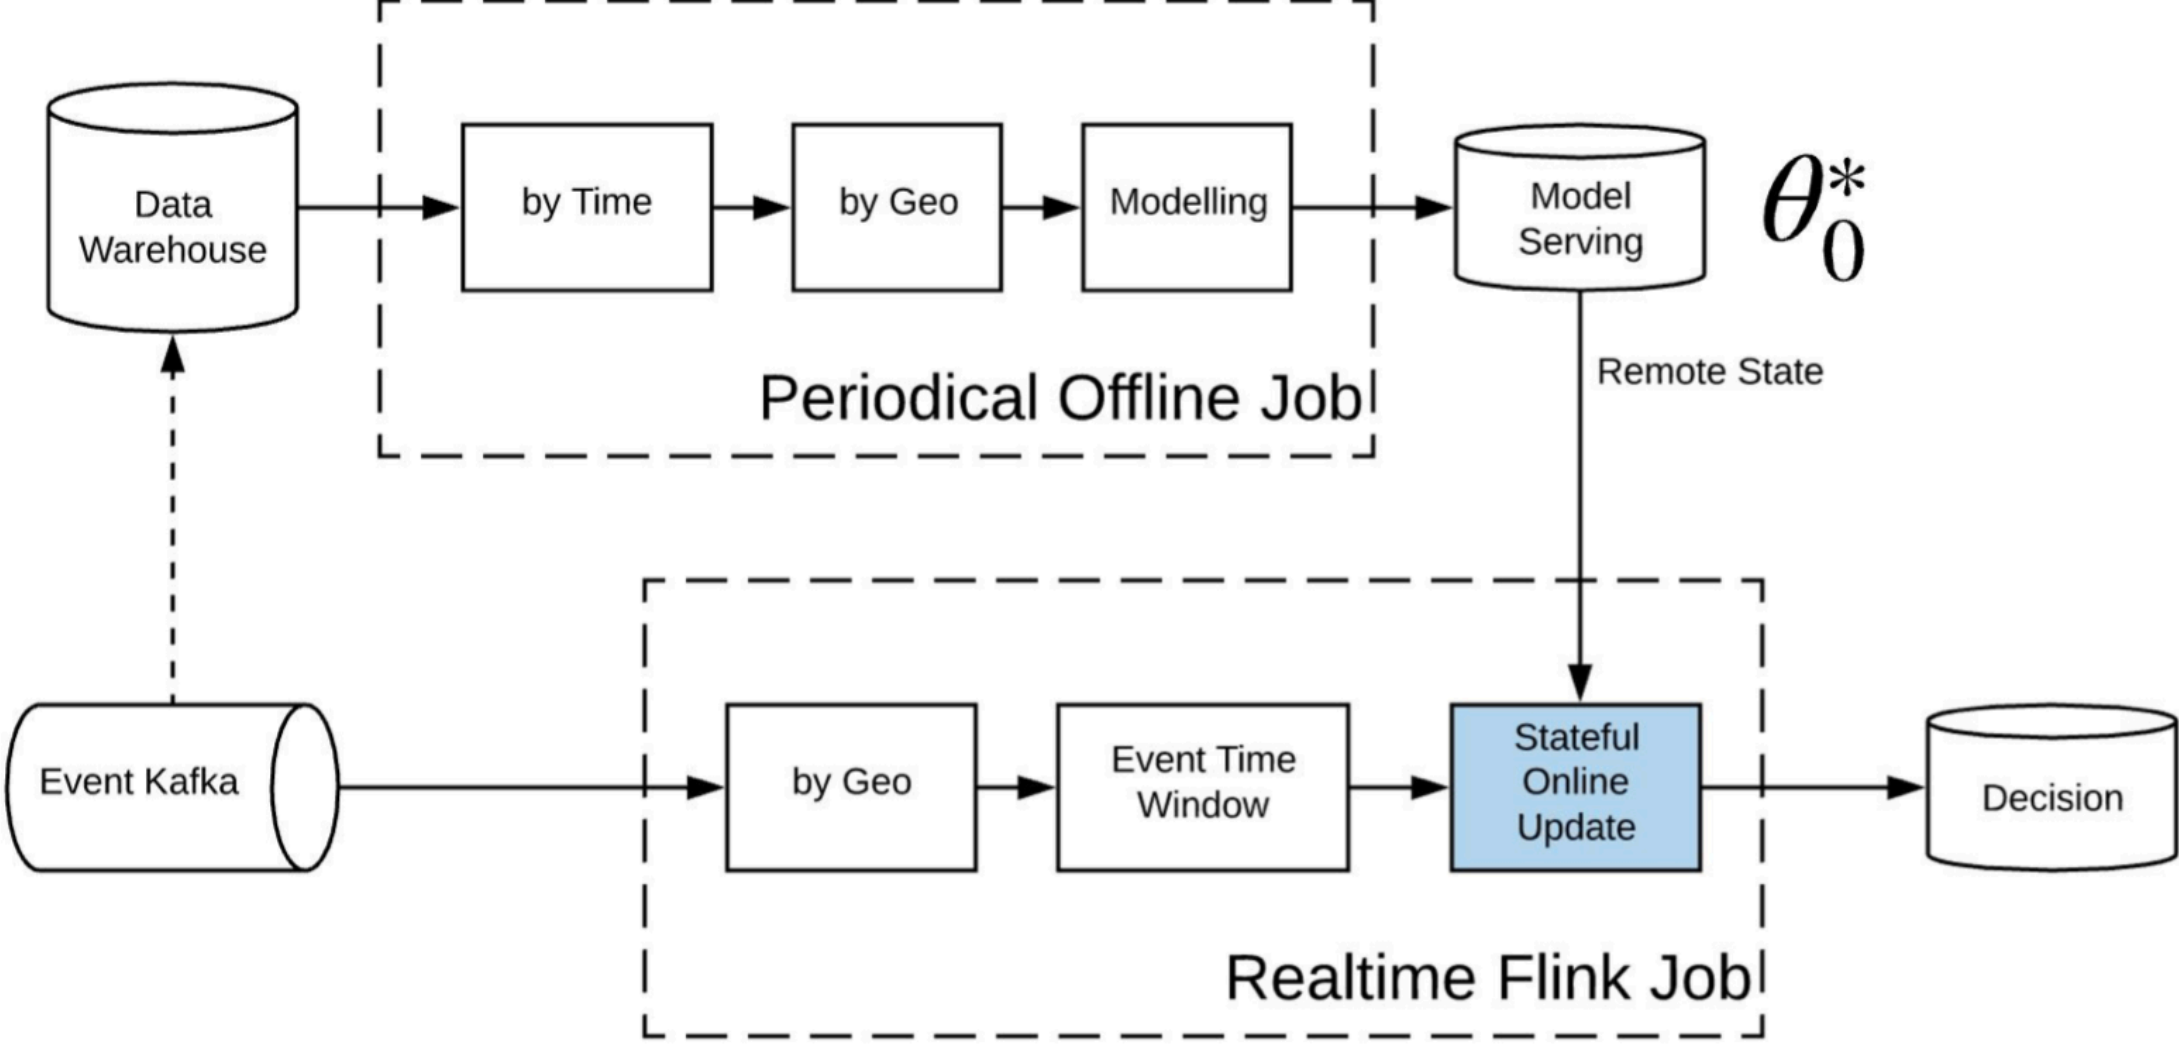 Data
Warehouse
by Time
by Geo
Modelling
Model
Serving
θ*0
Periodical Offline Job
Remote State
Event Kafka
by Geo
Event Time
Window
Stateful
Online
Update
Decision
Realtime Flink Job